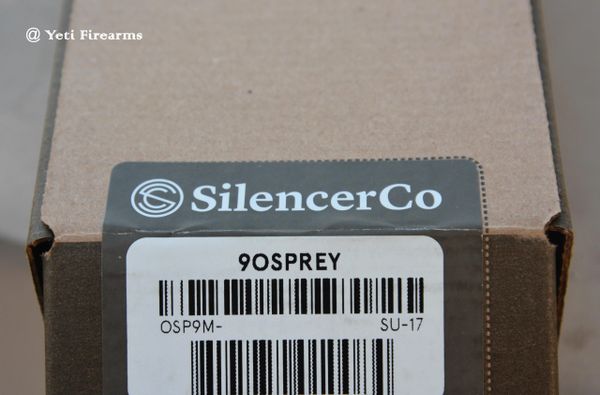 @ Yeti Firearms
SilencerCo
9OSPREY
OSP9M- SU-17